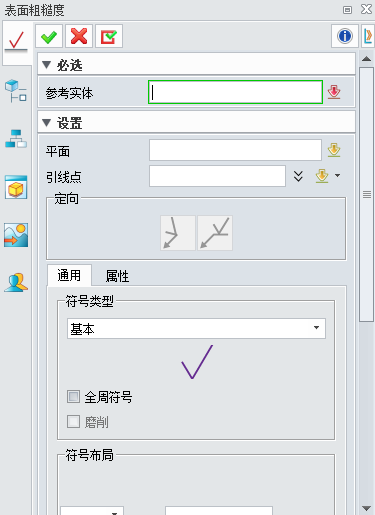 表面粗糙度
必选
参考实体
设置
平面
引线点
定向
通用 属性
符号类型
基本
全周符号
磨削
符号布局